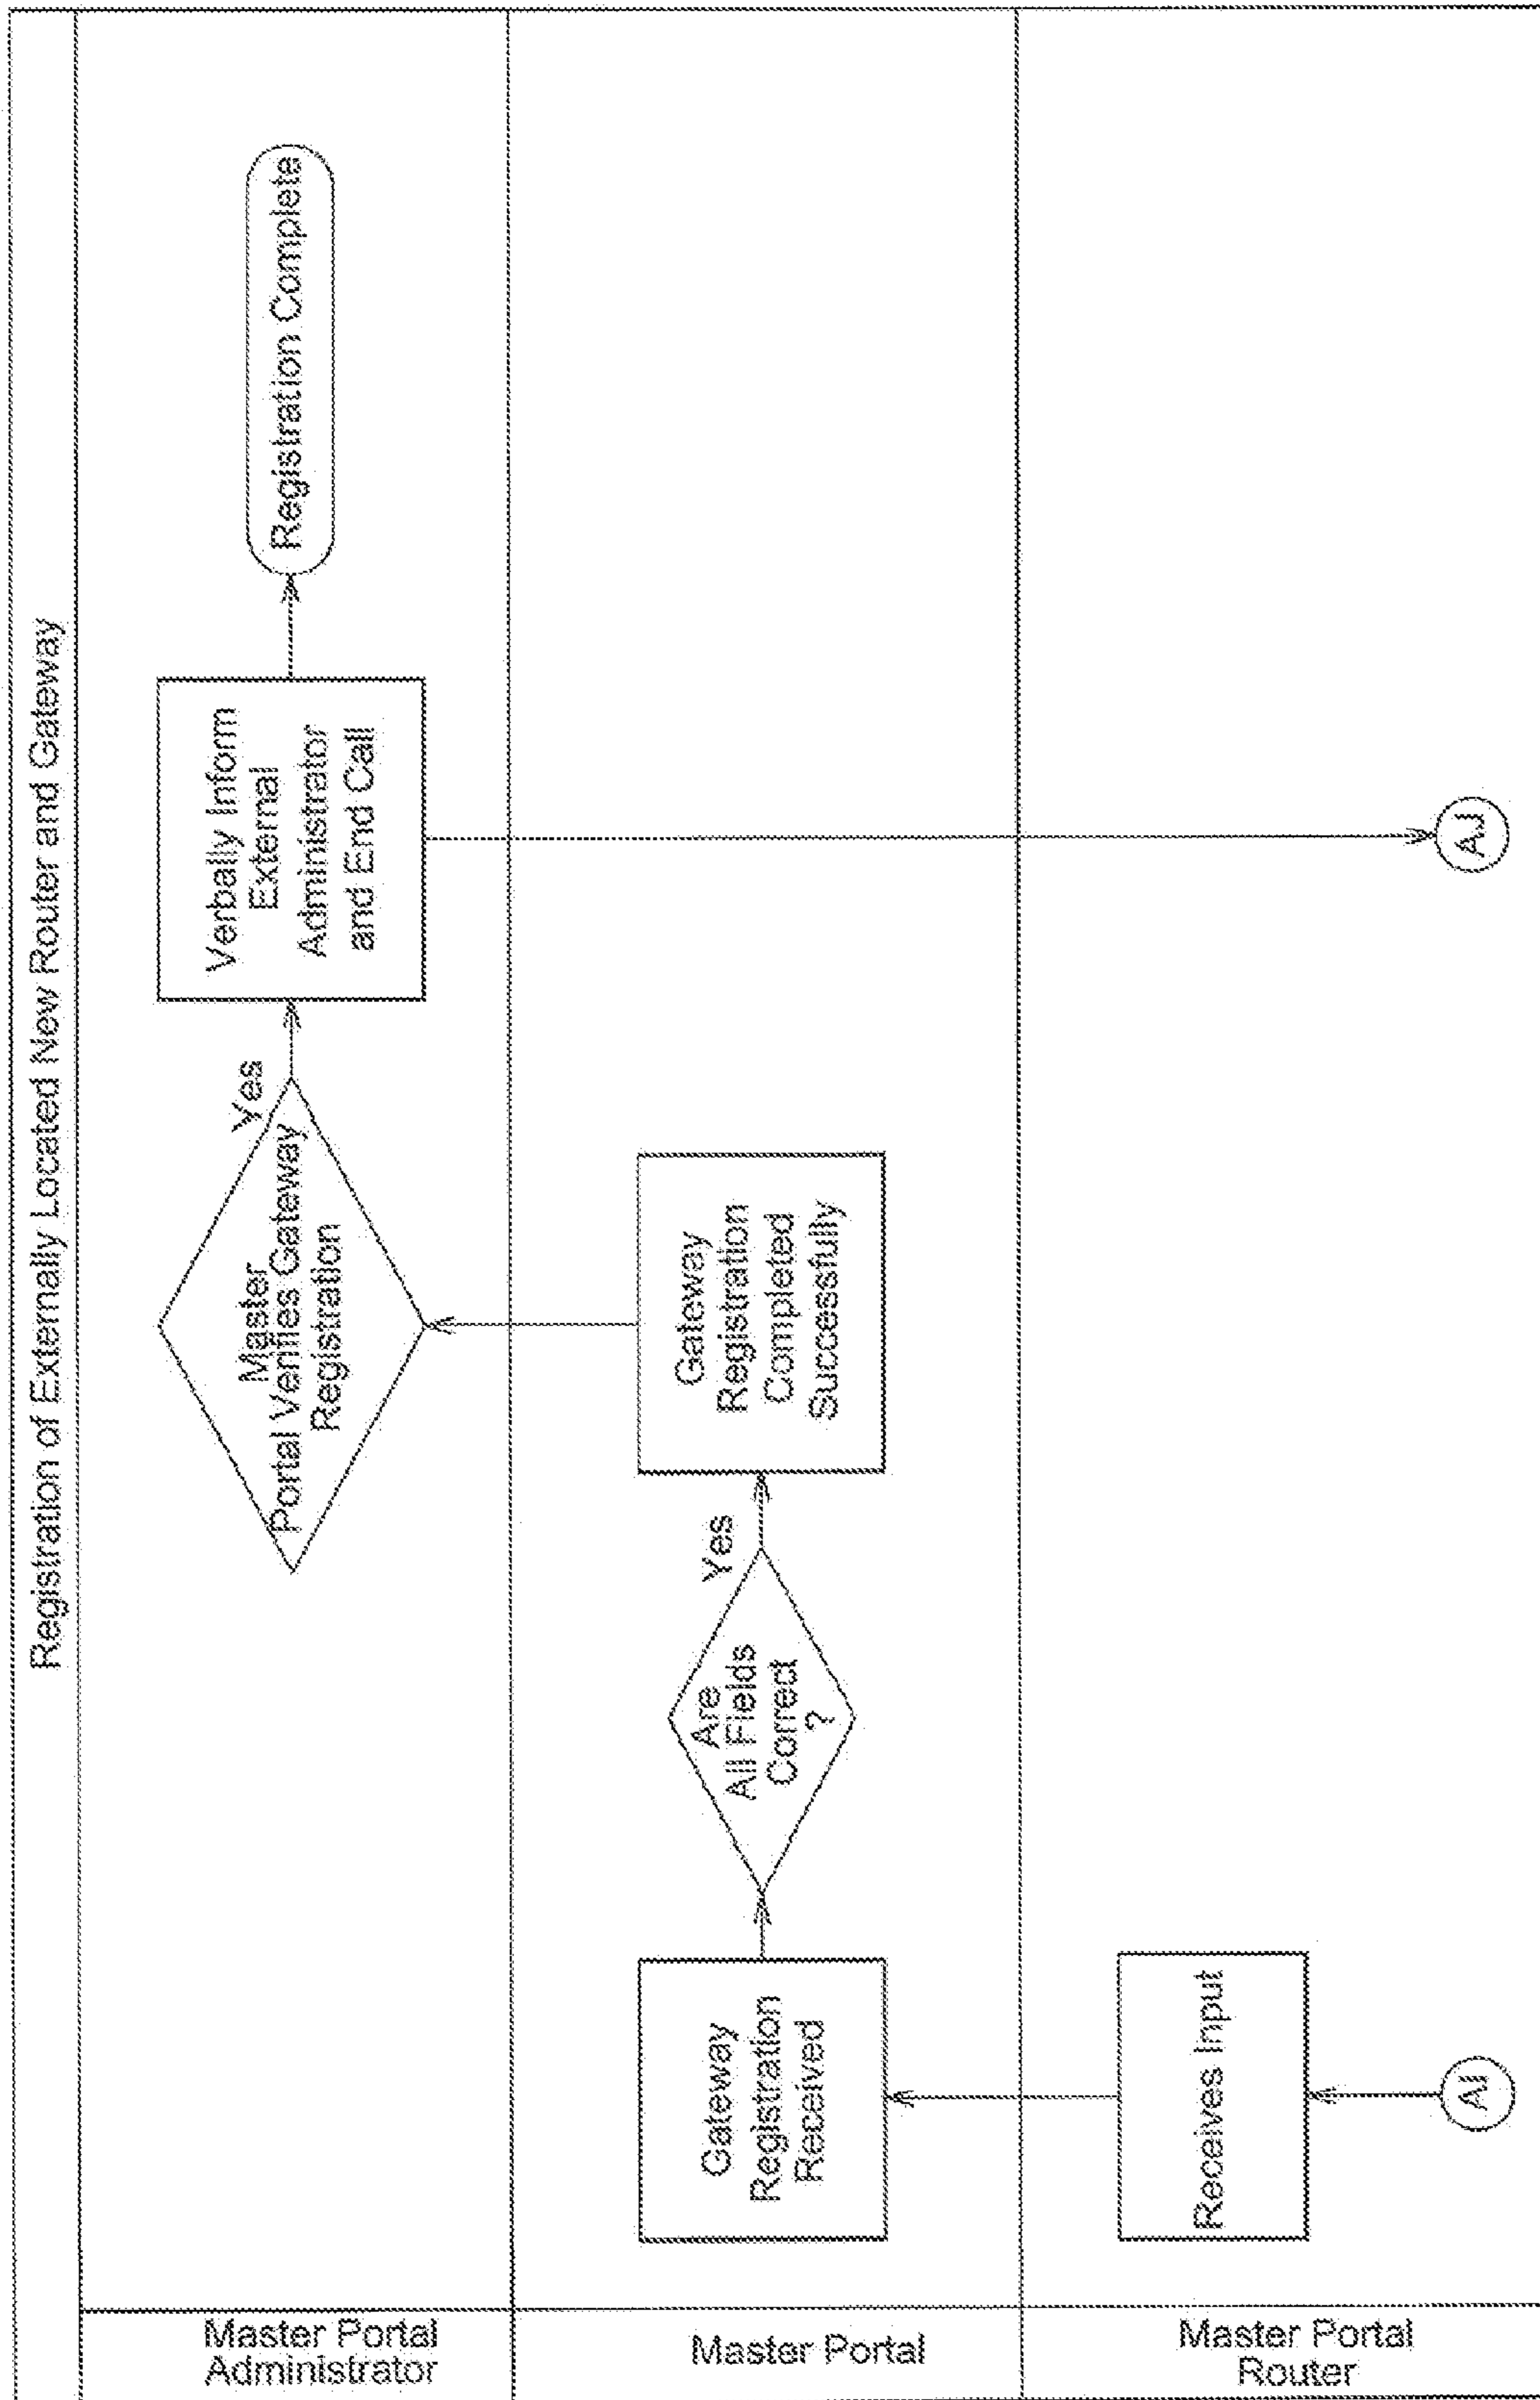 Registration of Externally Located New Router and Gateway
Master Portal
Administrator
Master
Portal Verifies Gateway
Registration
Yes
Verbally Inform
External
Administrator
and End Call
Registration Complete
Master Portal
Gateway
Registration
Received
Are
All Fields
Correct
?
Yes
Gateway
Registration
Completed
Successfully
Master Portal
Router
Receives Input
AI
AJ